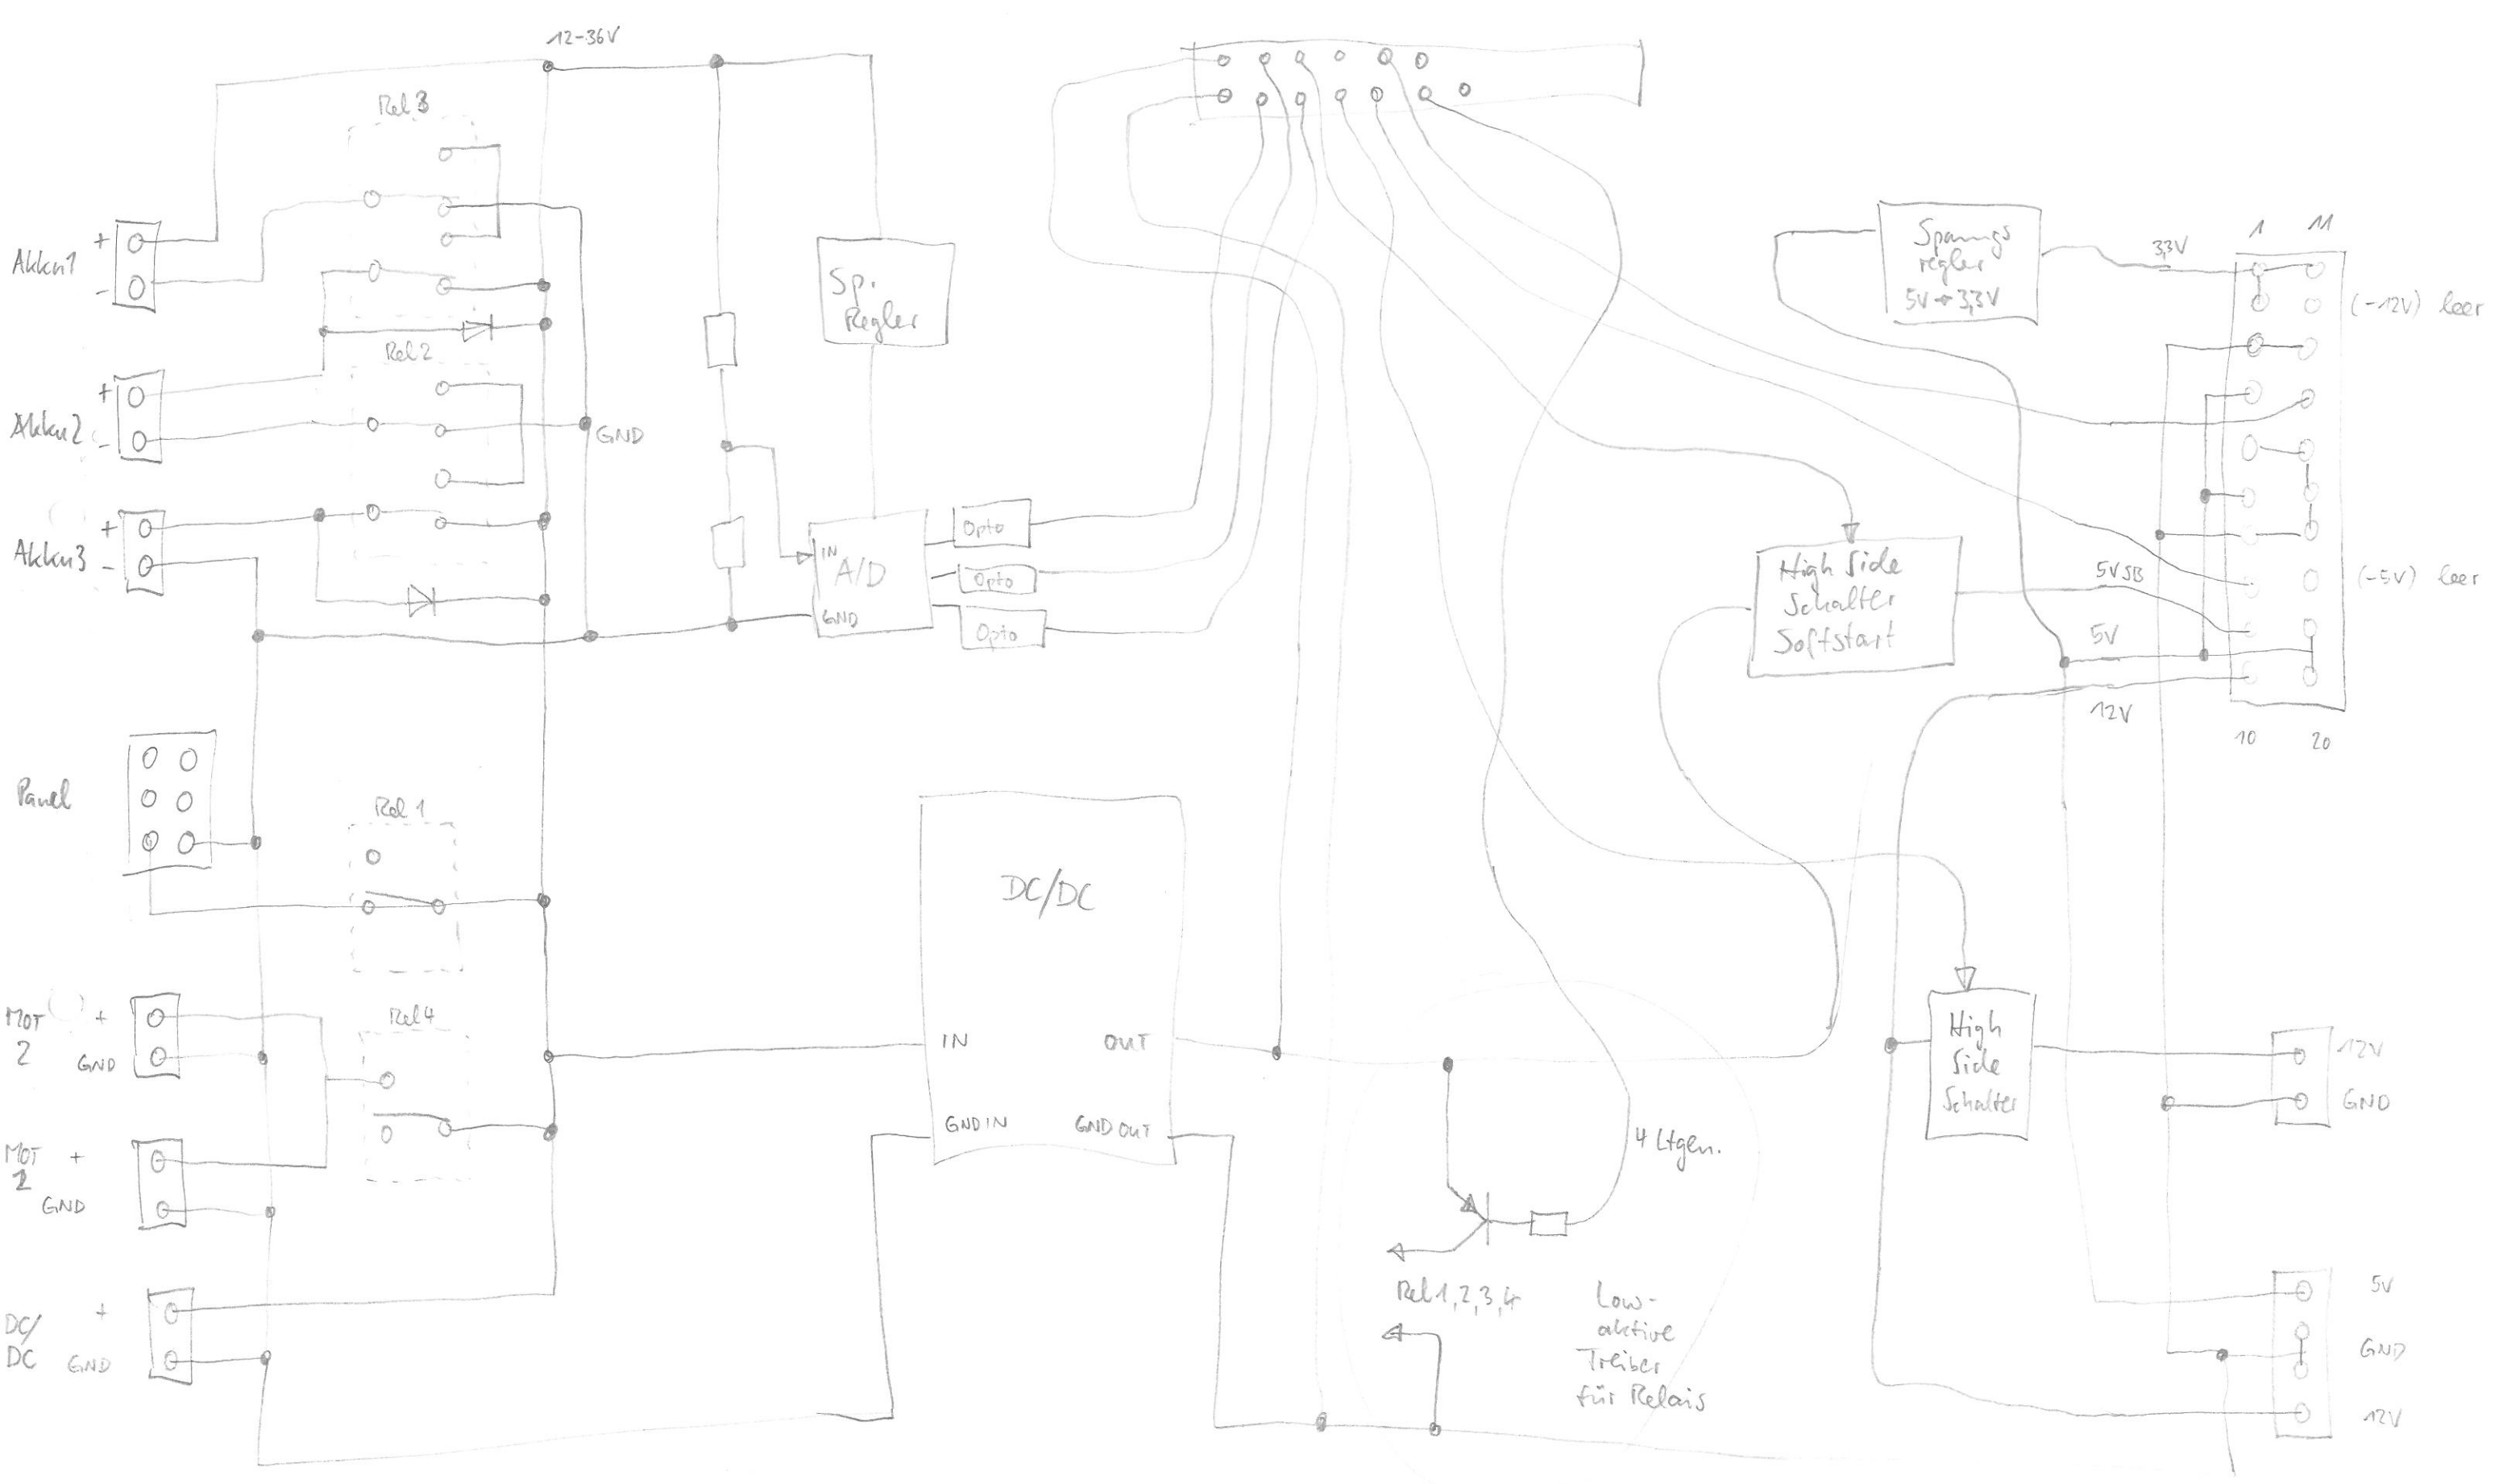 12-36V
Rel 3
Akku1
+
-
Rel 2
Akku2
+
-
GND
Akku3
+
-
Sp.
Regler
IN
A/D
GND
Opto
Opto
Opto
Panel
Rel 1
MOT
2
+
GND
Rel 4
MOT
1
+
GND
DC/
DC
+
GND
DC/DC
IN
OUT
GND IN
GND OUT
4 Ltgen.
Rel 1,2,3,4
Low-
aktive
Treiber
für Relais
Spannungs
regler
5V→3,3V
3,3V
1
11
(-12V) leer
(-5V) leer
High Side
Schalter
Softstart
5VSB
5V
12V
10
20
High
Side
Schalter
12V
GND
5V
GND
12V